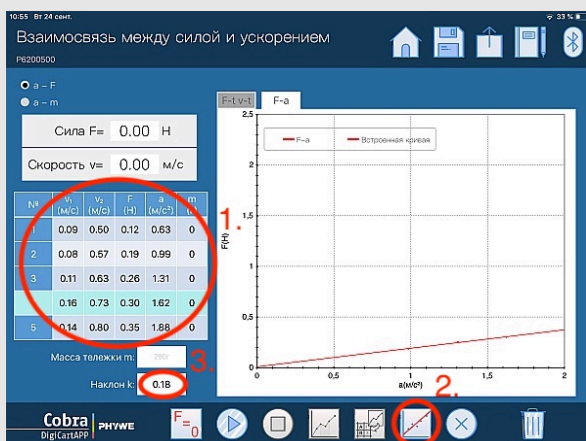 10:55 Вт 24 сент.
33 %
Взаимосвязь между силой и ускорением
P6200500
a – F
a – m
Сила F= 0.00 Н
Скорость v= 0.00 м/с
№ v₁ (м/с) v₂ (м/с) F (Н) a (м/с²) m
1 0.09 0.50 0.12 0.63 0
2 0.08 0.57 0.19 0.99 0
3 0.11 0.63 0.26 1.31 0
0.16 0.73 0.30 1.62 0
5 0.14 0.80 0.35 1.88 0
1.
Масса тележки m:
3.
Наклон k: 0.18
F-t v-t F-a
F-a Встроенная кривая
2,5
2
1,5
1
0,5
0
F(Н)
0 0,5 1 1,5 2
a(м/с²)
2.
Cobra PHYWE
DigiCartAPP
F=0